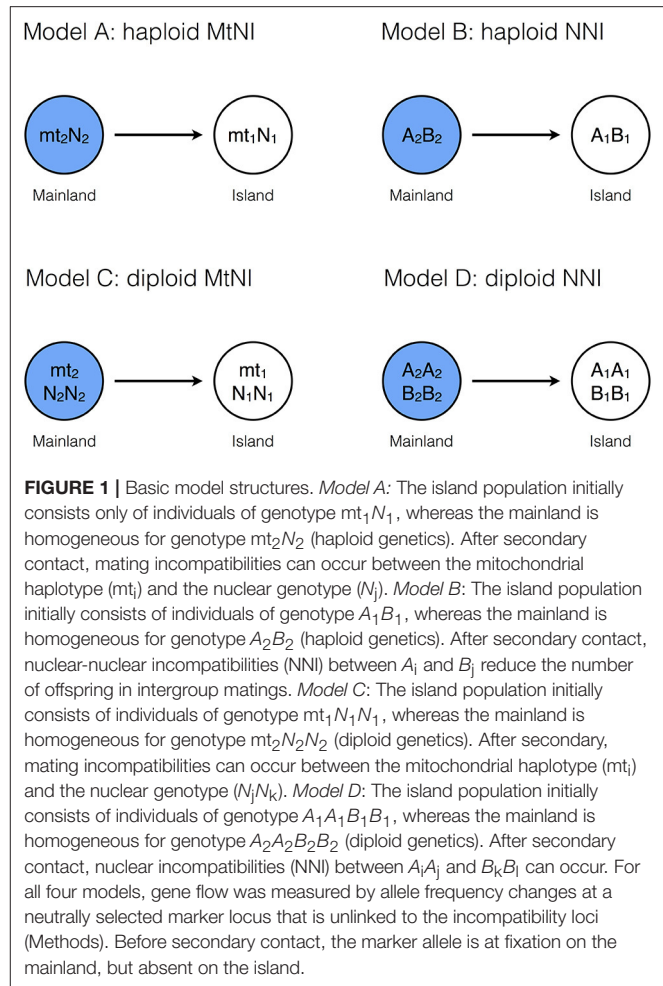 Model A: haploid MtNI
Model B: haploid NNI
mt₂N₂
mt₁N₁
A₂B₂
A₁B₁
Mainland
Island
Mainland
Island
Model C: diploid MtNI
Model D: diploid NNI
mt₂
N₂N₂
mt₁
N₁N₁
A₂A₂
B₂B₂
A₁A₁
B₁B₁
Mainland
Island
Mainland
Island
FIGURE 1 | Basic model structures. Model A: The island population initially
consists only of individuals of genotype mt₁N₁, whereas the mainland is
homogeneous for genotype mt₂N₂ (haploid genetics). After secondary
contact, mating incompatibilities can occur between the mitochondrial
haplotype (mtᵢ) and the nuclear genotype (Nⱼ). Model B: The island population
initially consists of individuals of genotype A₁B₁, whereas the mainland is
homogeneous for genotype A₂B₂ (haploid genetics). After secondary contact,
nuclear-nuclear incompatibilities (NNI) between Aᵢ and Bⱼ reduce the number
of offspring in intergroup matings. Model C: The island population initially
consists of individuals of genotype mt₁N₁N₁, whereas the mainland is
homogeneous for genotype mt₂N₂N₂ (diploid genetics). After secondary,
mating incompatibilities can occur between the mitochondrial haplotype (mtᵢ)
and the nuclear genotype (NⱼNₖ). Model D: The island population initially
consists of individuals of genotype A₁A₁B₁B₁, whereas the mainland is
homogeneous for genotype A₂A₂B₂B₂ (diploid genetics). After secondary
contact, nuclear incompatibilities (NNI) between AᵢAⱼ and BₖBₗ can occur. For
all four models, gene flow was measured by allele frequency changes at a
neutrally selected marker locus that is unlinked to the incompatibility loci
(Methods). Before secondary contact, the marker allele is at fixation on the
mainland, but absent on the island.